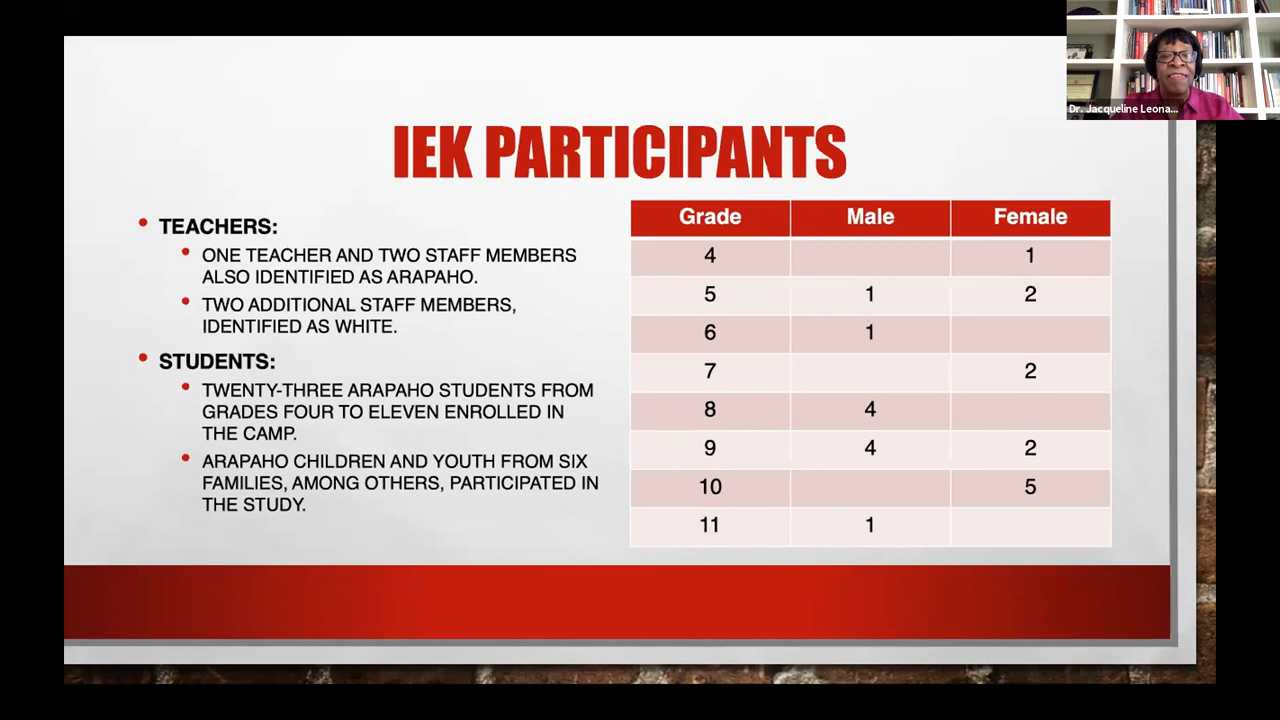 Dr. Jacqueline Leona...
IEK PARTICIPANTS
• TEACHERS:
• ONE TEACHER AND TWO STAFF MEMBERS
ALSO IDENTIFIED AS ARAPAHO.
• TWO ADDITIONAL STAFF MEMBERS,
IDENTIFIED AS WHITE.
• STUDENTS:
• TWENTY-THREE ARAPAHO STUDENTS FROM
GRADES FOUR TO ELEVEN ENROLLED IN
THE CAMP.
• ARAPAHO CHILDREN AND YOUTH FROM SIX
FAMILIES, AMONG OTHERS, PARTICIPATED IN
THE STUDY.
Grade Male Female
4 1
5 1 2
6 1
7 2
8 4
9 4 2
10 5
11 1